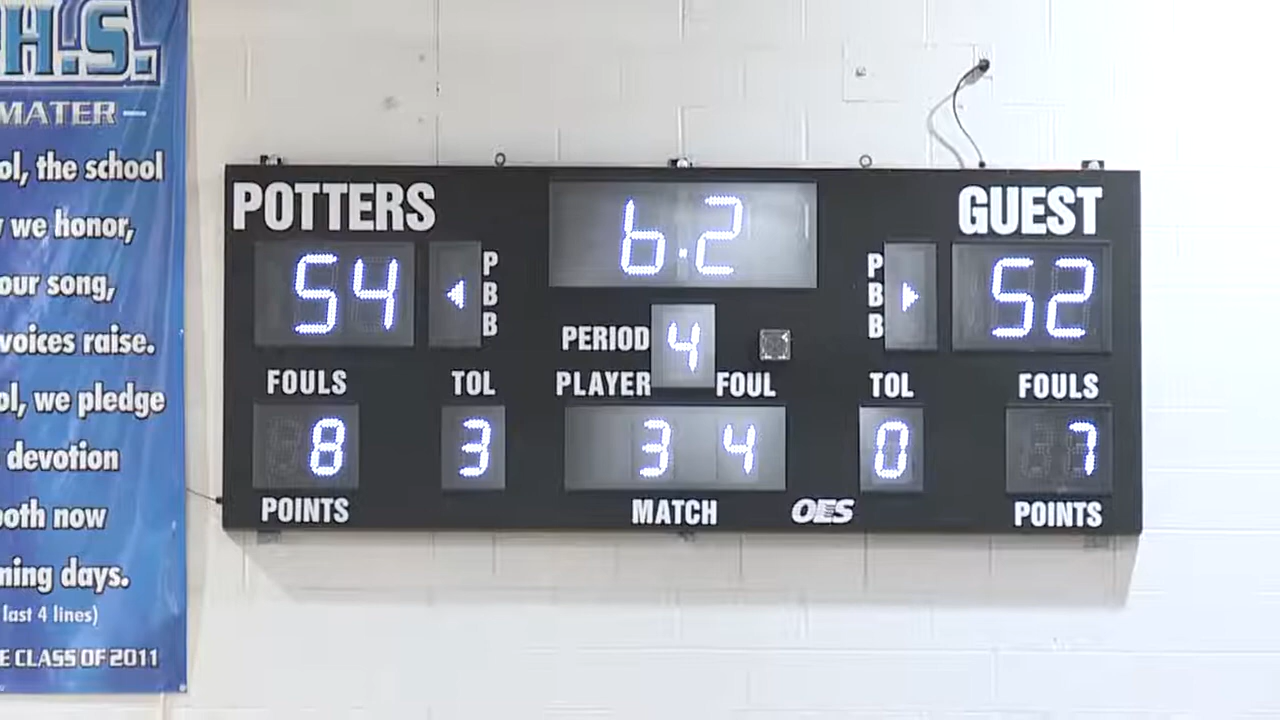 H.S.
MATER
ol, the school
we honor,
our song,
voices raise.
ol, we pledge
devotion
oth now
ning days.
last 4 lines)
E CLASS OF 2011
POTTERS
6.2
GUEST
54
P
B
B
P
B
B
52
PERIOD
4
FOULS
TOL
PLAYER
FOUL
TOL
FOULS
8
3
3 4
0
7
POINTS
MATCH
OES
POINTS